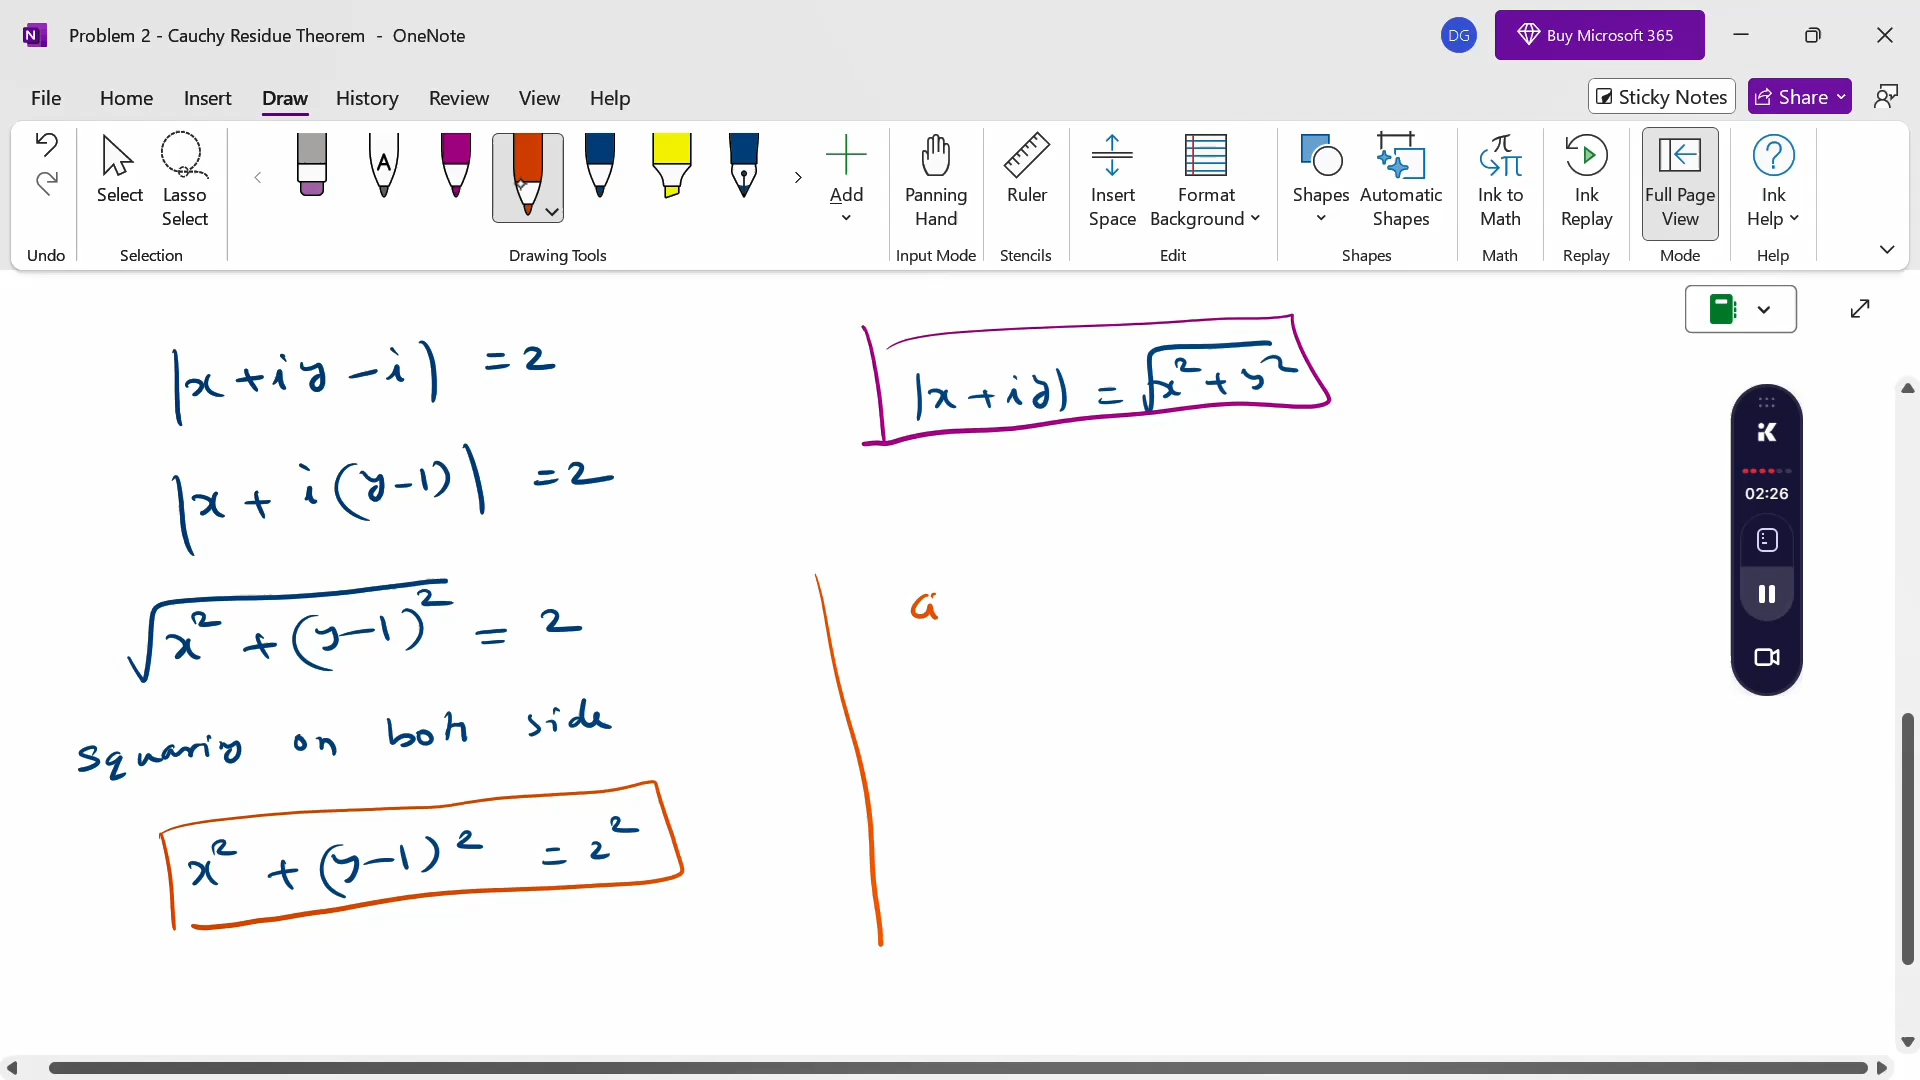 Problem 2 - Cauchy Residue Theorem - OneNote
DG
Buy Microsoft 365
File Home Insert Draw History Review View Help
Sticky Notes
Share
A
Select
Lasso Select
Add
Panning Hand
Ruler
Insert Space
Format Background
Shapes
Automatic Shapes
Ink to Math
Ink Replay
Full Page View
Ink Help
Undo
Selection
Drawing Tools
Input Mode
Stencils
Edit
Shapes
Math
Replay
Mode
Help
|x + iy - i| = 2
|x + iy| = √x² + y²
|x + i(y-1)| = 2
02:26
√x² + (y-1)² = 2
squaring on both side
x² + (y-1)² = 2²